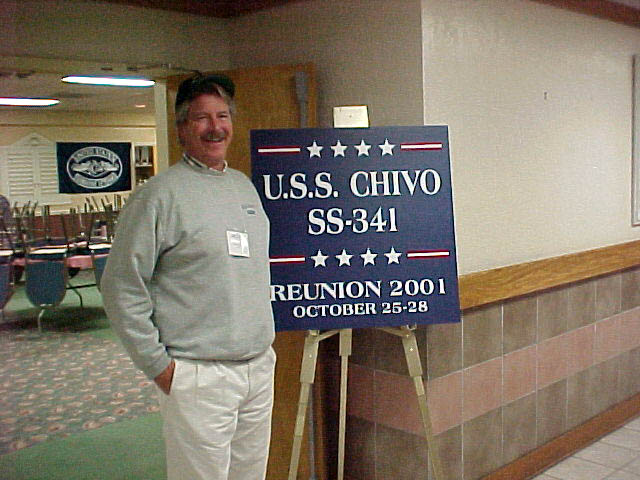 U.S.S. CHIVO
SS-341
REUNION 2001
OCTOBER 25-28